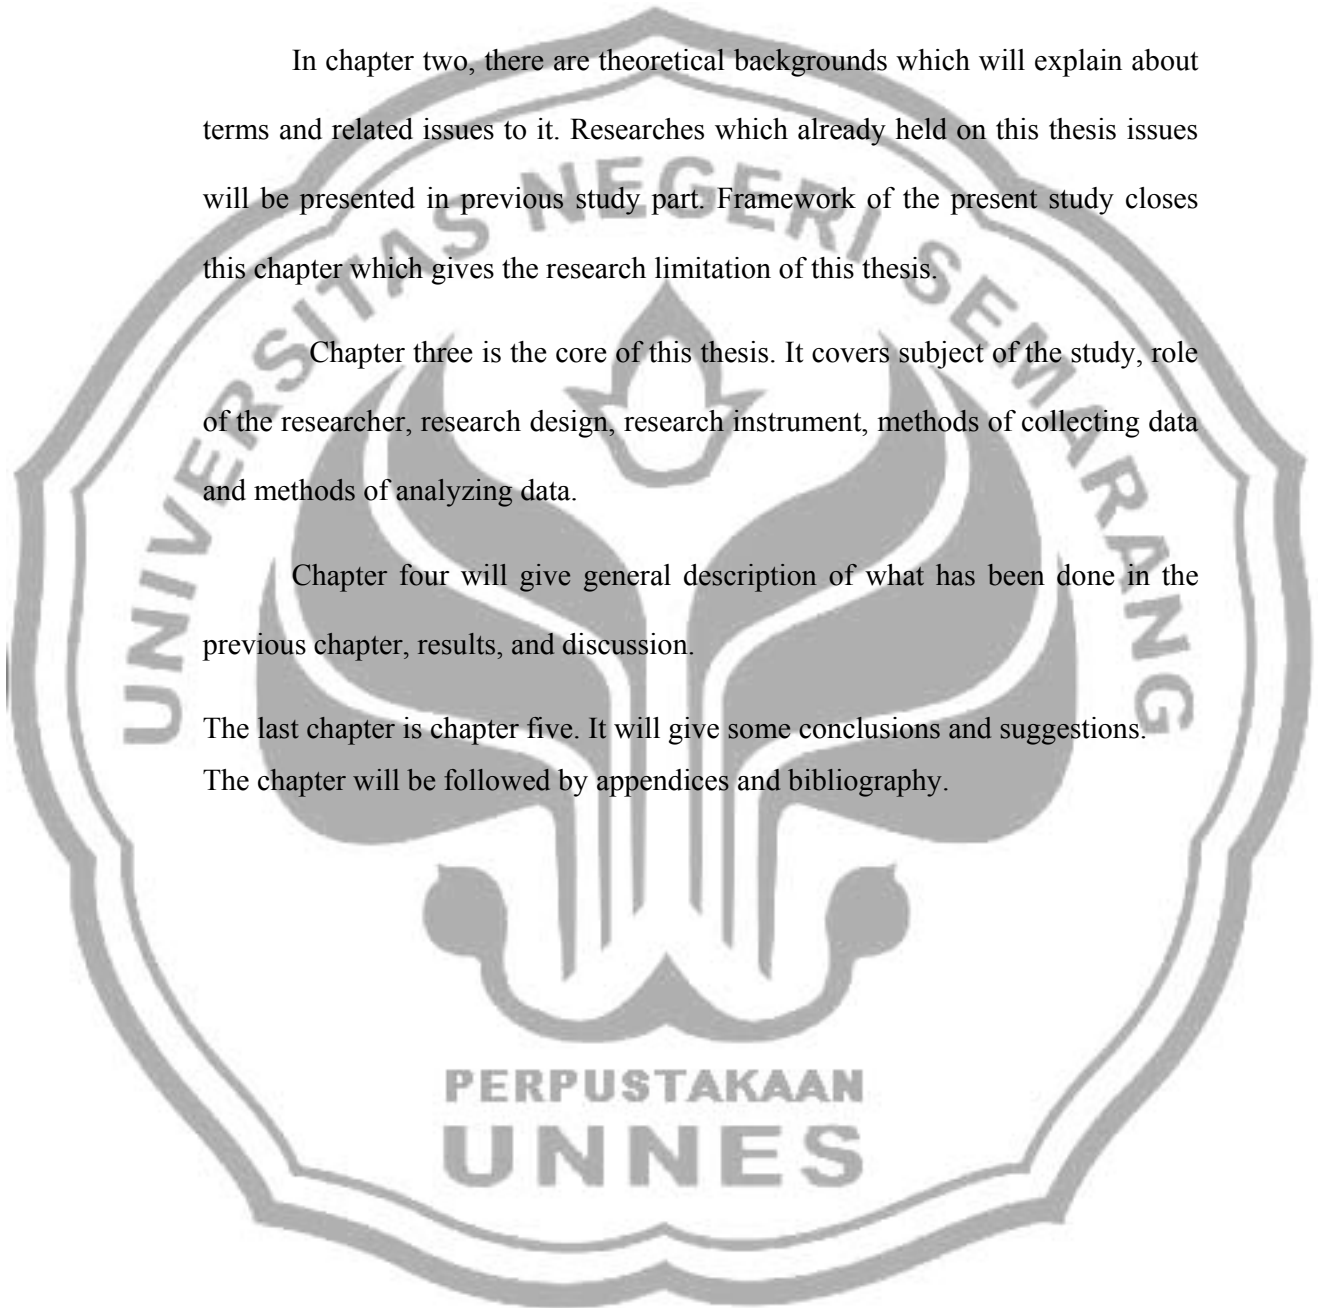 In chapter two, there are theoretical backgrounds which will explain about
terms and related issues to it. Researches which already held on this thesis issues
will be presented in previous study part. Framework of the present study closes
this chapter which gives the research limitation of this thesis.
Chapter three is the core of this thesis. It covers subject of the study, role
of the researcher, research design, research instrument, methods of collecting data
and methods of analyzing data.
Chapter four will give general description of what has been done in the
previous chapter, results, and discussion.
The last chapter is chapter five. It will give some conclusions and suggestions.
The chapter will be followed by appendices and bibliography.
UNIVERSITAS NEGERI SEMARANG
PERPUSTAKAAN
UNNES